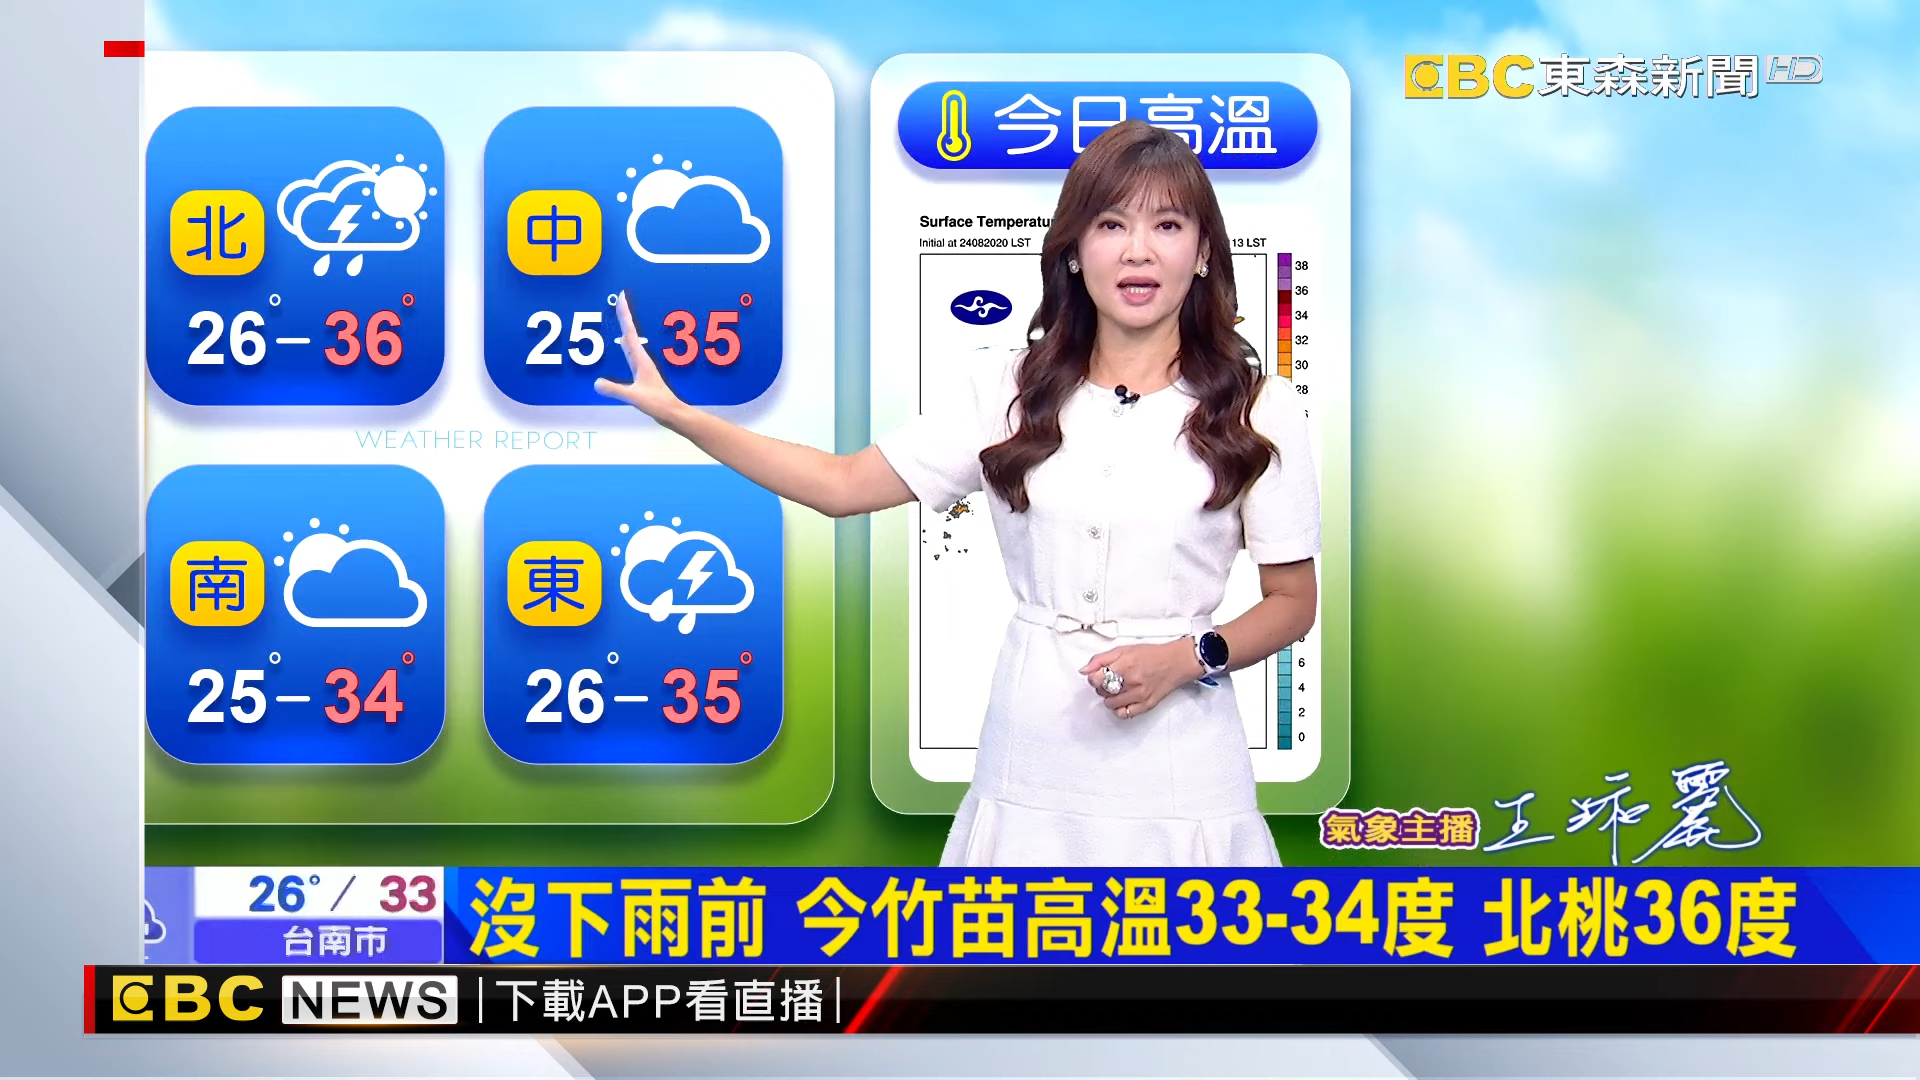 EBC東森新聞HD
今日高溫
北
26°–36°
中
25°–35°
WEATHER REPORT
南
25°–34°
東
26°–35°
Surface Temperatu
Initial at 24082020 LST
13 LST
38
36
34
32
30
28
6
4
2
0
氣象主播 王珎麗
26°/ 33
台南市
沒下雨前 今竹苗高溫33-34度 北桃36度
EBC NEWS |下載APP看直播|